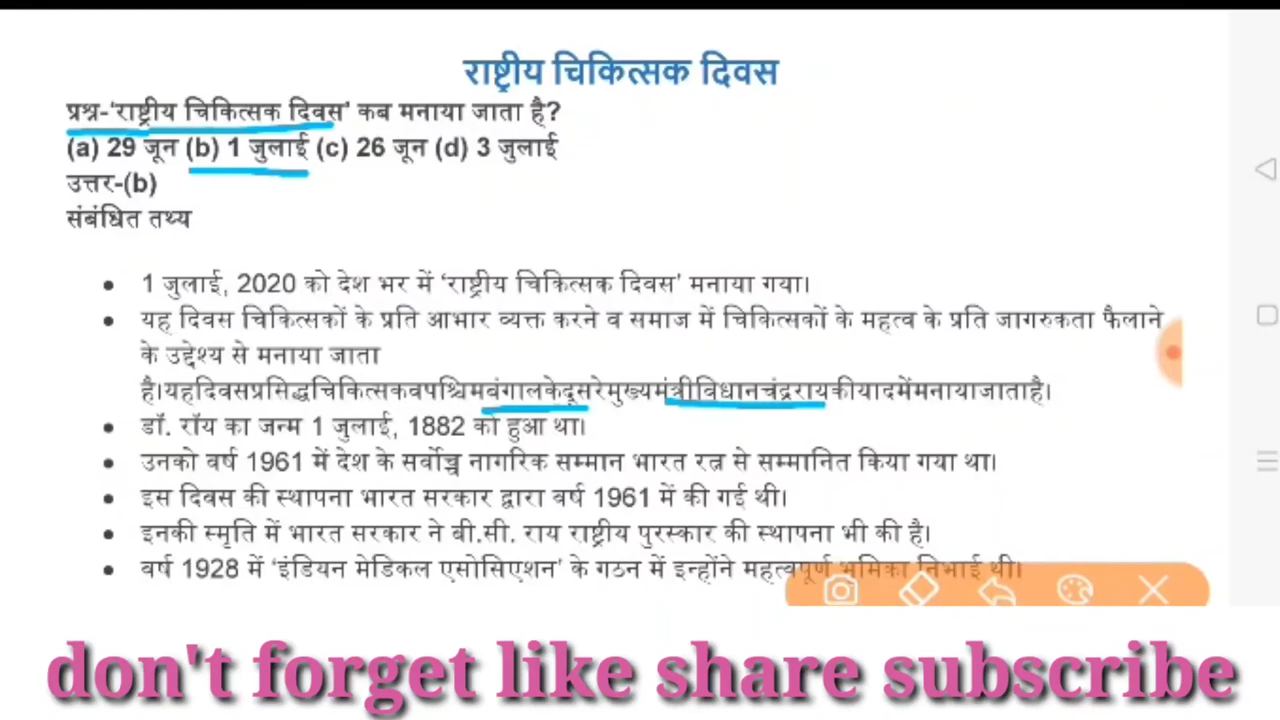 राष्ट्रीय चिकित्सक दिवस
प्रश्न-'राष्ट्रीय चिकित्सक दिवस' कब मनाया जाता है?
(a) 29 जून (b) 1 जुलाई (c) 26 जून (d) 3 जुलाई
उत्तर-(b)
संबंधित तथ्य
• 1 जुलाई, 2020 को देश भर में 'राष्ट्रीय चिकित्सक दिवस' मनाया गया।
• यह दिवस चिकित्सकों के प्रति आभार व्यक्त करने व समाज में चिकित्सकों के महत्व के प्रति जागरुकता फैलाने
के उद्देश्य से मनाया जाता
है।यहदिवसप्रसिद्धचिकित्सकवपश्चिमबंगालकेदूसरेमुख्यमंत्रीविधानचंद्ररायकीयादमेंमनायाजाताहै।
• डॉ. रॉय का जन्म 1 जुलाई, 1882 को हुआ था।
• उनको वर्ष 1961 में देश के सर्वोच्च नागरिक सम्मान भारत रत्न से सम्मानित किया गया था।
• इस दिवस की स्थापना भारत सरकार द्वारा वर्ष 1961 में की गई थी।
• इनकी स्मृति में भारत सरकार ने बी.सी. राय राष्ट्रीय पुरस्कार की स्थापना भी की है।
• वर्ष 1928 में 'इंडियन मेडिकल एसोसिएशन' के गठन में इन्होंने महत्वपूर्ण भूमिका निभाई थी।
don't forget like share subscribe